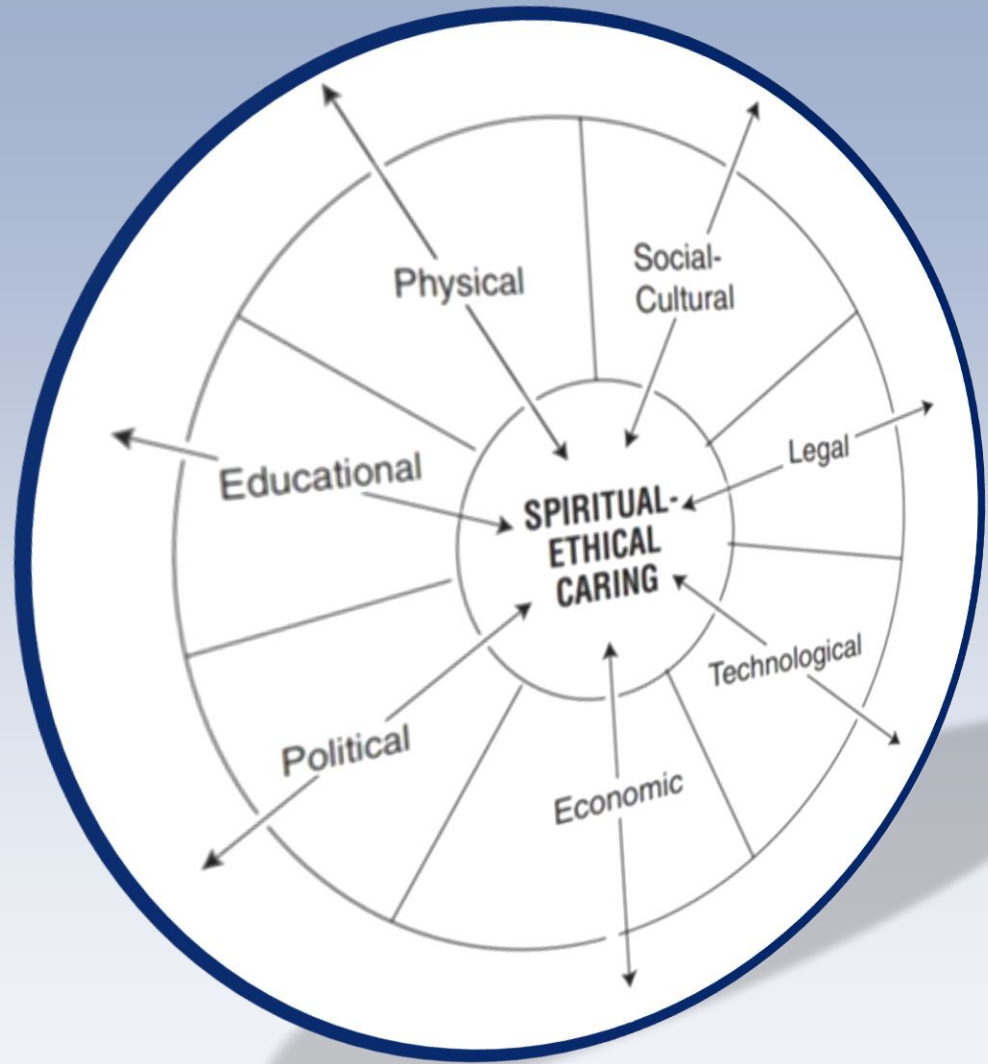 Physical
Social-
Cultural
Educational
Legal
SPIRITUAL-
ETHICAL
CARING
Technological
Political
Economic